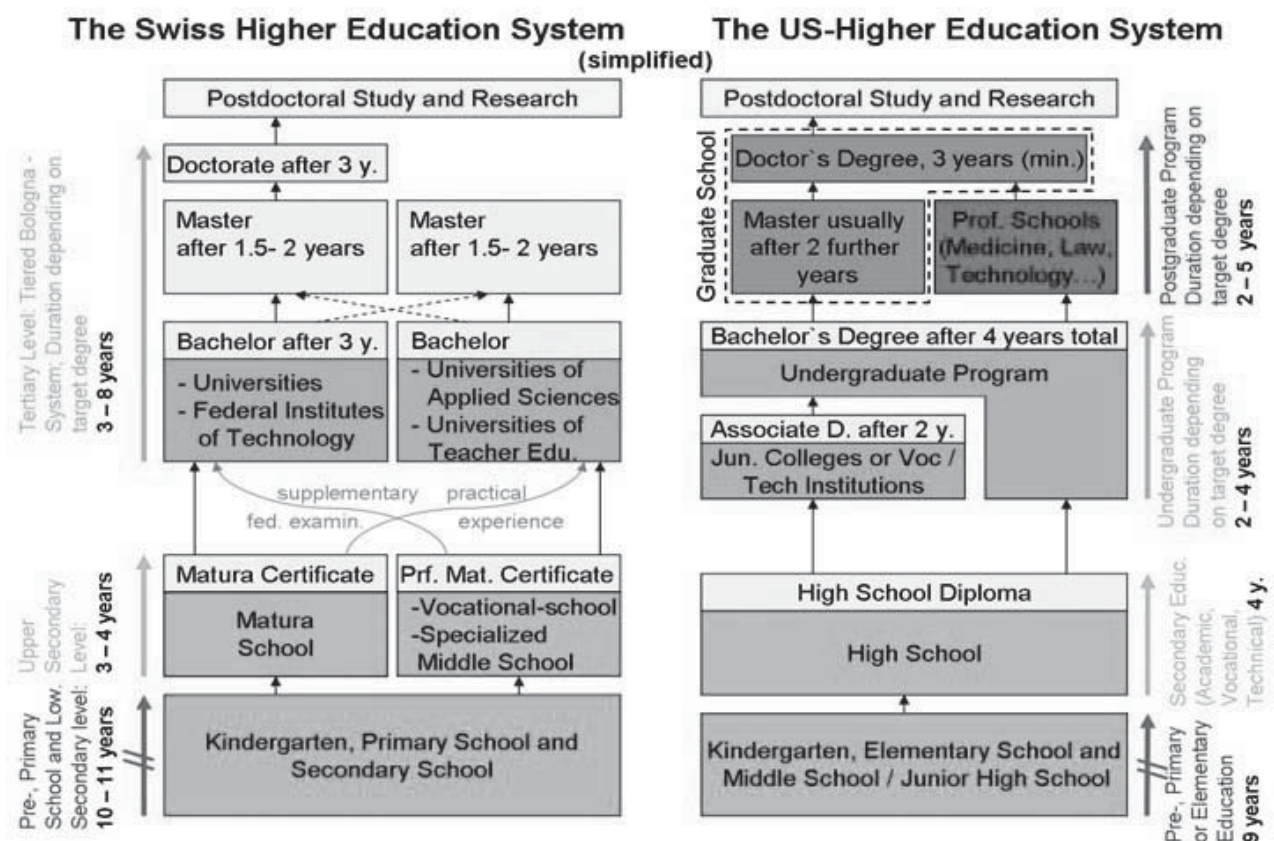 The Swiss Higher Education System
The US-Higher Education System
(simplified)
Postdoctoral Study and Research
Doctorate after 3 y.
Master
after 1.5- 2 years
Master
after 1.5- 2 years
Bachelor after 3 y.
- Universities
- Federal Institutes
of Technology
Bachelor
- Universities of
Applied Sciences
- Universities of
Teacher Edu.
supplementary
fed. examin.
practical
experience
Matura Certificate
Matura
School
Prf. Mat. Certificate
-Vocational-school
-Specialized
Middle School
Kindergarten, Primary School and
Secondary School
Tertiary Level: Tiered Bologna -
System; Duration depending on
target degree
3 – 8 years
Upper
Secondary
Level:
3 – 4 years
Pre-, Primary
School and Low.
Secondary level:
10 – 11 years
Postdoctoral Study and Research
Graduate School
Doctor`s Degree, 3 years (min.)
Master usually
after 2 further
years
Prof. Schools
(Medicine, Law,
Technology...)
Bachelor`s Degree after 4 years total
Undergraduate Program
Associate D. after 2 y.
Jun. Colleges or Voc /
Tech Institutions
High School Diploma
High School
Kindergarten, Elementary School and
Middle School / Junior High School
Postgraduate Program
Duration depending on
target degree
2 – 5 years
Undergraduate Program
Duration depending
on target degree
2 – 4 years
Secondary Educ.
(Academic,
Vocational,
Technical) 4 y.
Pre-, Primary
or Elementary
Education
9 years